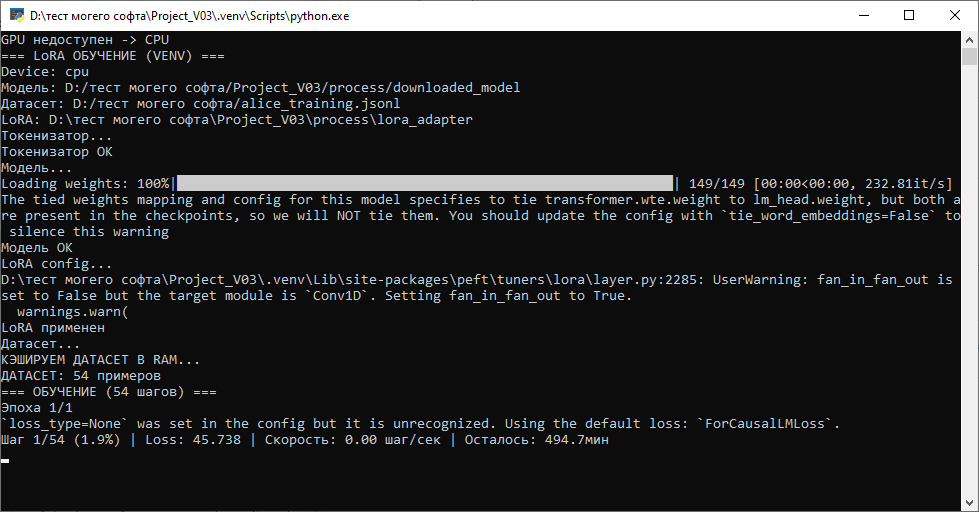 D:\тест могего софта\Project_V03\.venv\Scripts\python.exe
GPU недоступен -> CPU
=== LoRA ОБУЧЕНИЕ (VENV) ===
Device: cpu
Модель: D:/тест могего софта/Project_V03/process/downloaded_model
Датасет: D:/тест могего софта/alice_training.jsonl
LoRA: D:\тест могего софта\Project_V03\process\lora_adapter
Токенизатор...
Токенизатор OK
Модель...
Loading weights: 100%| | 149/149 [00:00<00:00, 232.81it/s]
The tied weights mapping and config for this model specifies to tie transformer.wte.weight to lm_head.weight, but both a
re present in the checkpoints, so we will NOT tie them. You should update the config with `tie_word_embeddings=False` to
 silence this warning
Модель OK
LoRA config...
D:\тест могего софта\Project_V03\.venv\Lib\site-packages\peft\tuners\lora\layer.py:2285: UserWarning: fan_in_fan_out is
set to False but the target module is `Conv1D`. Setting fan_in_fan_out to True.
  warnings.warn(
LoRA применен
Датасет...
КЭШИРУЕМ ДАТАСЕТ В RAM...
ДАТАСЕТ: 54 примеров
=== ОБУЧЕНИЕ (54 шагов) ===
Эпоха 1/1
`loss_type=None` was set in the config but it is unrecognized. Using the default loss: `ForCausalLMLoss`.
Шаг 1/54 (1.9%) | Loss: 45.738 | Скорость: 0.00 шаг/сек | Осталось: 494.7мин